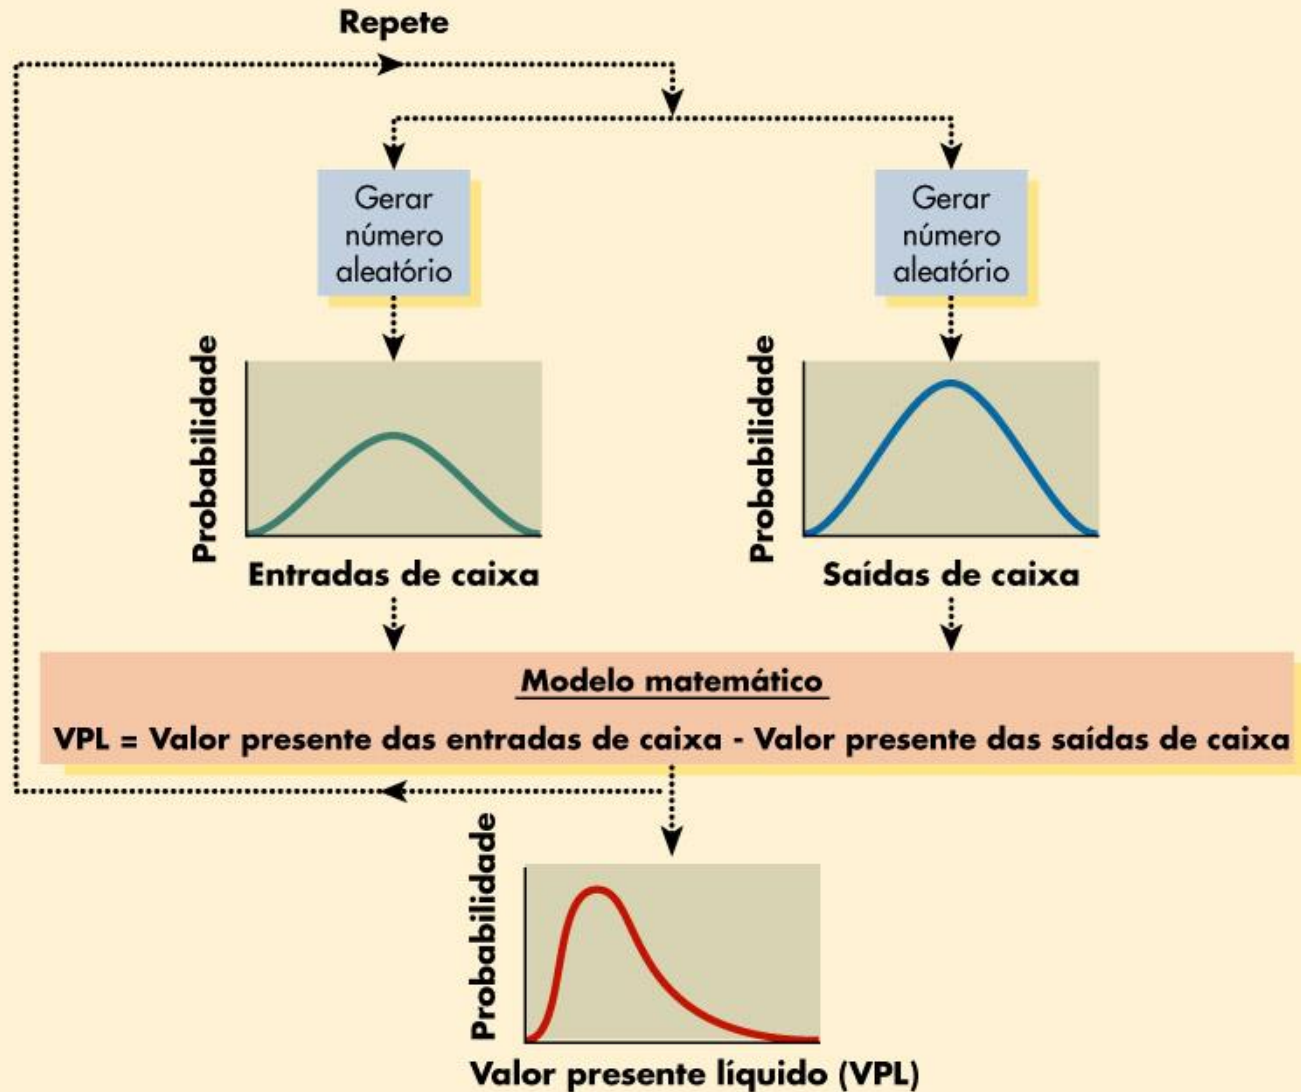 Repete
Gerar
número
aleatório
Gerar
número
aleatório
Probabilidade
Entradas de caixa
Probabilidade
Saídas de caixa
Modelo matemático
VPL = Valor presente das entradas de caixa - Valor presente das saídas de caixa
Probabilidade
Valor presente líquido (VPL)